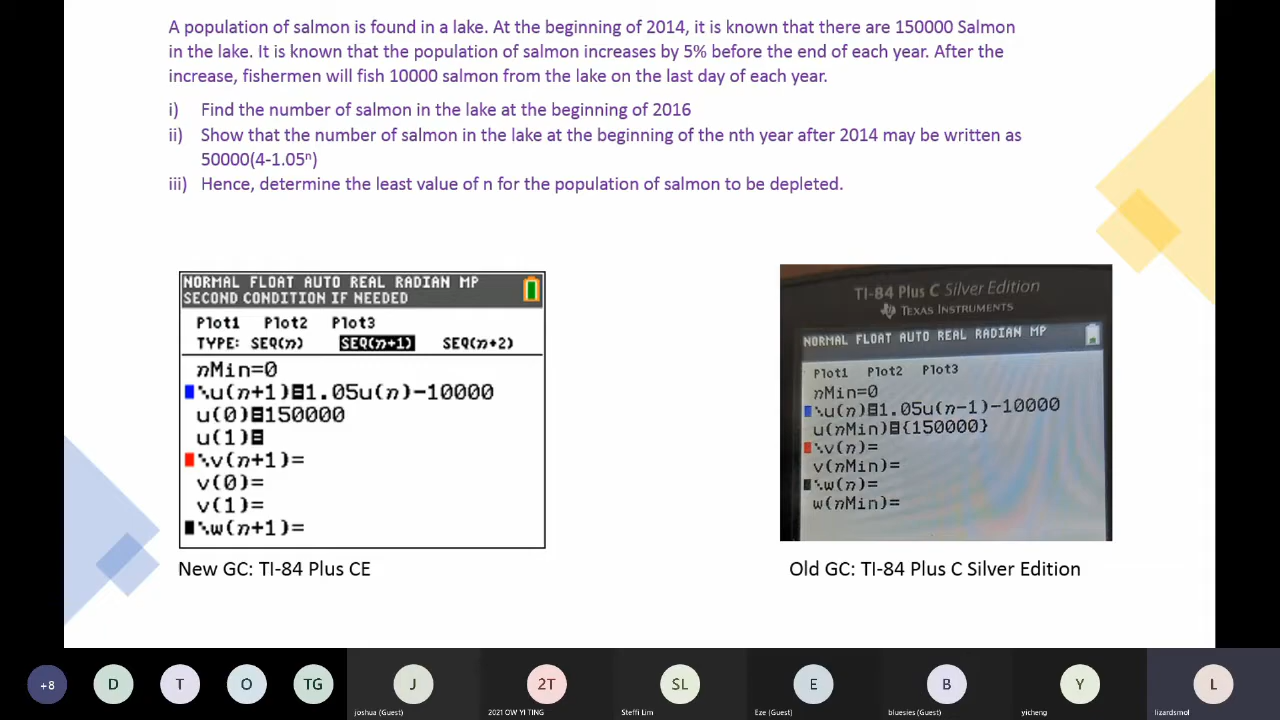 A population of salmon is found in a lake. At the beginning of 2014, it is known that there are 150000 Salmon
in the lake. It is known that the population of salmon increases by 5% before the end of each year. After the
increase, fishermen will fish 10000 salmon from the lake on the last day of each year.
i) Find the number of salmon in the lake at the beginning of 2016
ii) Show that the number of salmon in the lake at the beginning of the nth year after 2014 may be written as
50000(4-1.05ⁿ)
iii) Hence, determine the least value of n for the population of salmon to be depleted.
NORMAL FLOAT AUTO REAL RADIAN MP
SECOND CONDITION IF NEEDED
Plot1 Plot2 Plot3
TYPE: SEQ(n) SEQ(n+1) SEQ(n+2)
nMin=0
u(n+1)=1.05u(n)-10000
u(0)=150000
u(1)=
v(n+1)=
v(0)=
v(1)=
w(n+1)=
New GC: TI-84 Plus CE
TI-84 Plus C Silver Edition
TEXAS INSTRUMENTS
NORMAL FLOAT AUTO REAL RADIAN MP
Plot1 Plot2 Plot3
nMin=0
u(n)=1.05u(n-1)-10000
u(nMin)={150000}
v(n)=
v(nMin)=
w(n)=
w(nMin)=
Old GC: TI-84 Plus C Silver Edition
+8 D T O TG J 2T SL E B Y L
joshua (Guest) 2021 OW YI TING Steffi Lim Eze (Guest) bluesies (Guest) yicheng lizardsmol